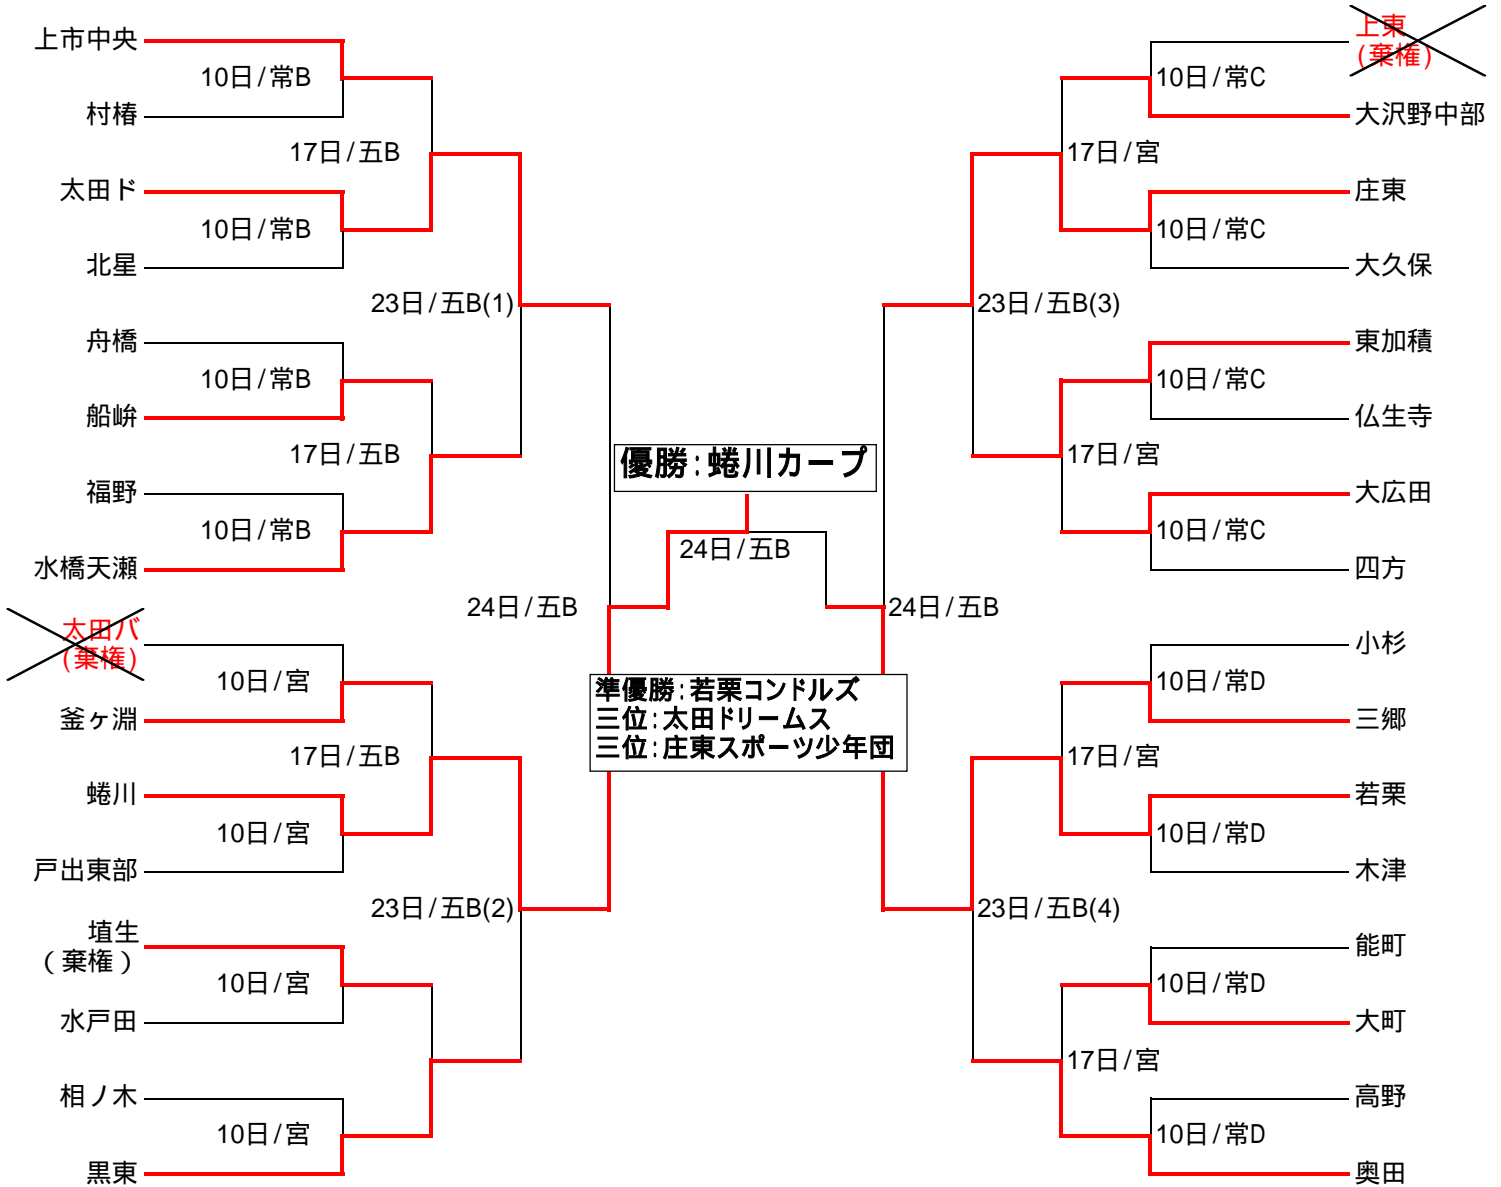 上市中央
10日/常B
村椿
17日/五B
太田ド
10日/常B
北星
23日/五B(1)
舟橋
10日/常B
船峅
17日/五B
福野
10日/常B
水橋天瀬
24日/五B
太田バ
(棄権)
10日/宮
釜ヶ淵
17日/五B
蜷川
10日/宮
戸出東部
23日/五B(2)
埴生
(棄権)
10日/宮
水戸田
相ノ木
10日/宮
黒東
優勝:蜷川カープ
24日/五B
準優勝:若栗コンドルズ
三位:太田ドリームス
三位:庄東スポーツ少年団
上東
(棄権)
10日/常C
大沢野中部
17日/宮
庄東
10日/常C
大久保
23日/五B(3)
東加積
10日/常C
仏生寺
17日/宮
大広田
10日/常C
四方
24日/五B
小杉
10日/常D
三郷
17日/宮
若栗
10日/常D
木津
23日/五B(4)
能町
10日/常D
大町
17日/宮
高野
10日/常D
奥田